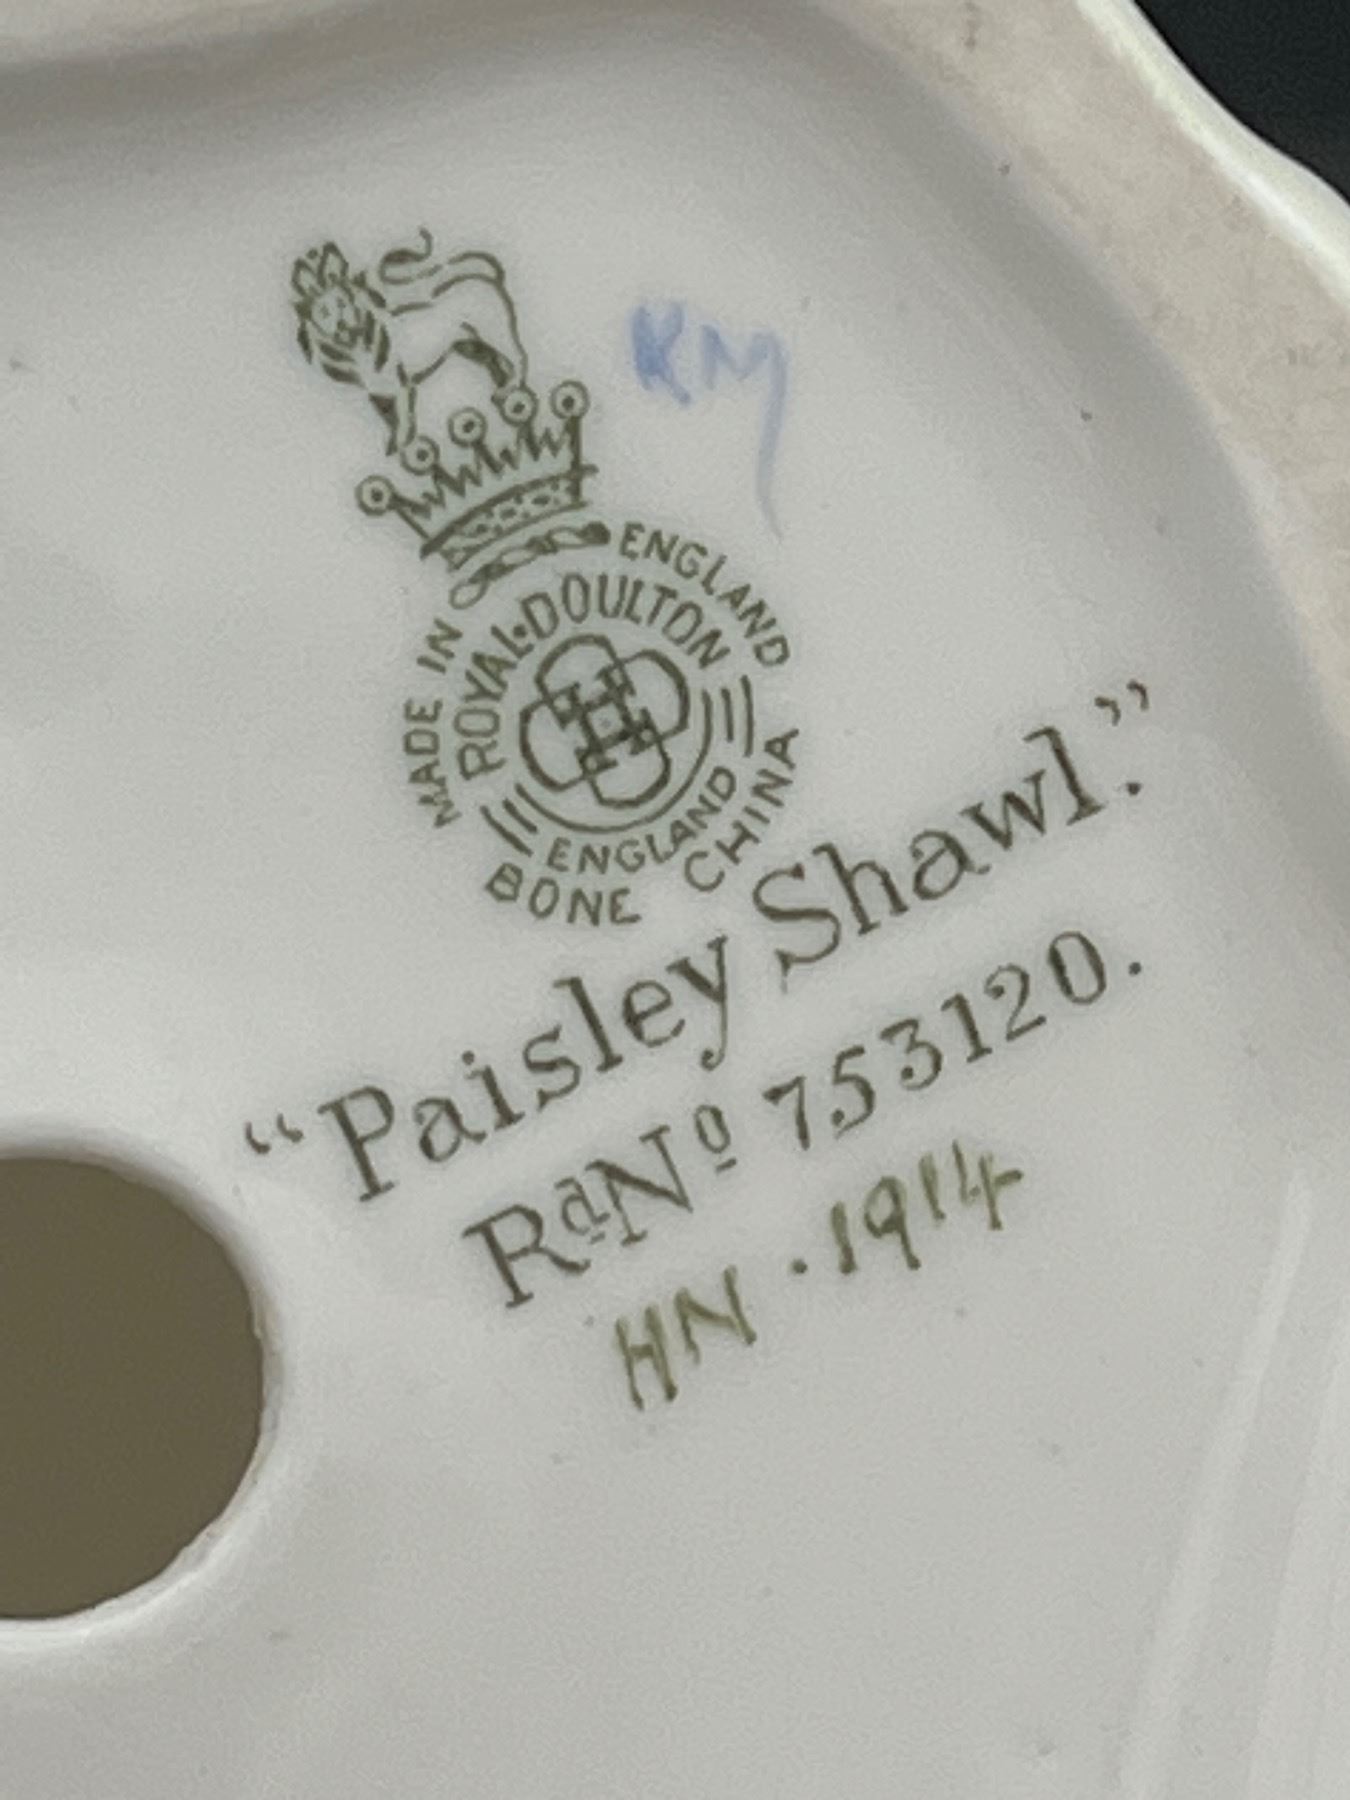 KM
MADE IN ENGLAND
ROYAL·DOULTON
ENGLAND
BONE CHINA
“Paisley Shawl.”
RdNo 753120.
HN·1914